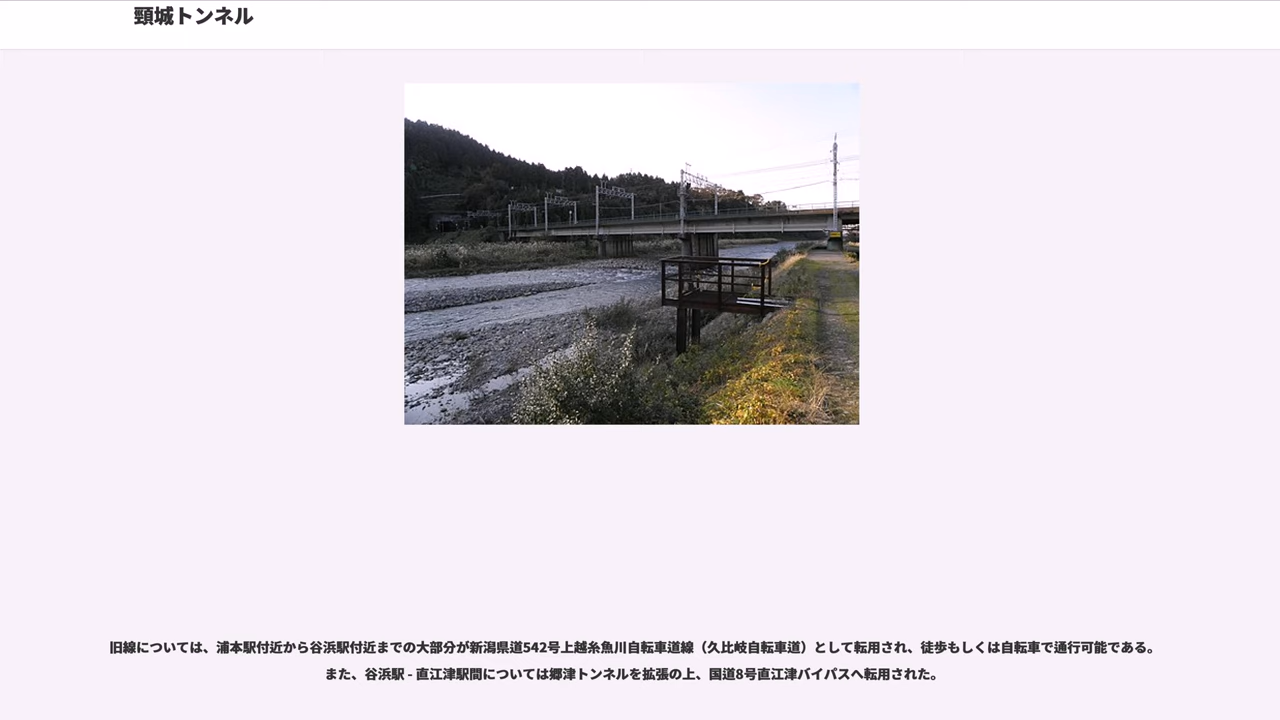 頸城トンネル
旧線については、浦本駅付近から谷浜駅付近までの大部分が新潟県道542号上越糸魚川自転車道線（久比岐自転車道）として転用され、徒歩もしくは自転車で通行可能である。
また、谷浜駅 - 直江津駅間については郷津トンネルを拡張の上、国道8号直江津バイパスへ転用された。